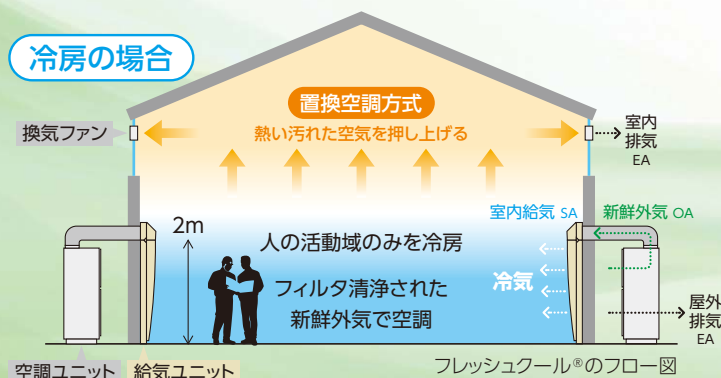 冷房の場合
置換空調方式
熱い汚れた空気を押し上げる
換気ファン
室内
排気
EA
2m
室内給気 SA
新鮮外気 OA
人の活動域のみを冷房
冷気
フィルタ清浄された
新鮮外気で空調
屋外
排気
EA
空調ユニット
給気ユニット
フレッシュクール®のフロー図